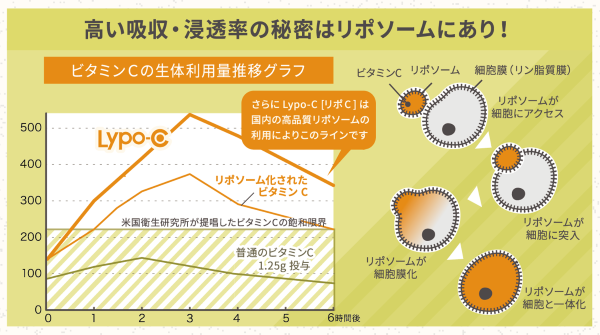 高い吸収・浸透率の秘密はリポソームにあり！
ビタミンCの生体利用量推移グラフ
さらに Lypo-C [リポC] は
国内の高品質リポソームの
利用によりこのラインです
500
400
300
200
100
0
Lypo-C
リポソーム化された
ビタミン C
米国衛生研究所が提唱したビタミンCの飽和限界
普通のビタミンC
1.25g 投与
0 1 2 3 4 5 6時間後
ビタミンC
リポソーム
細胞膜（リン脂質膜）
リポソームが
細胞にアクセス
リポソームが
細胞に突入
リポソームが
細胞膜化
リポソームが
細胞と一体化